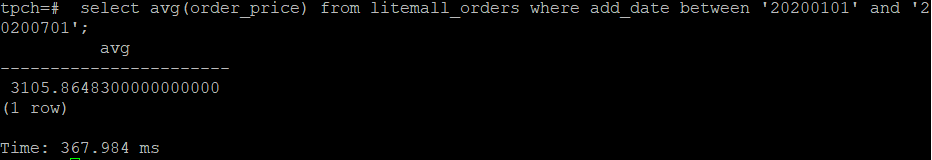 tpch=#  select avg(order_price) from litemall_orders where add_date between '20200101' and '2
0200701';
avg
-----------------------
3105.8648300000000000
(1 row)
Time: 367.984 ms